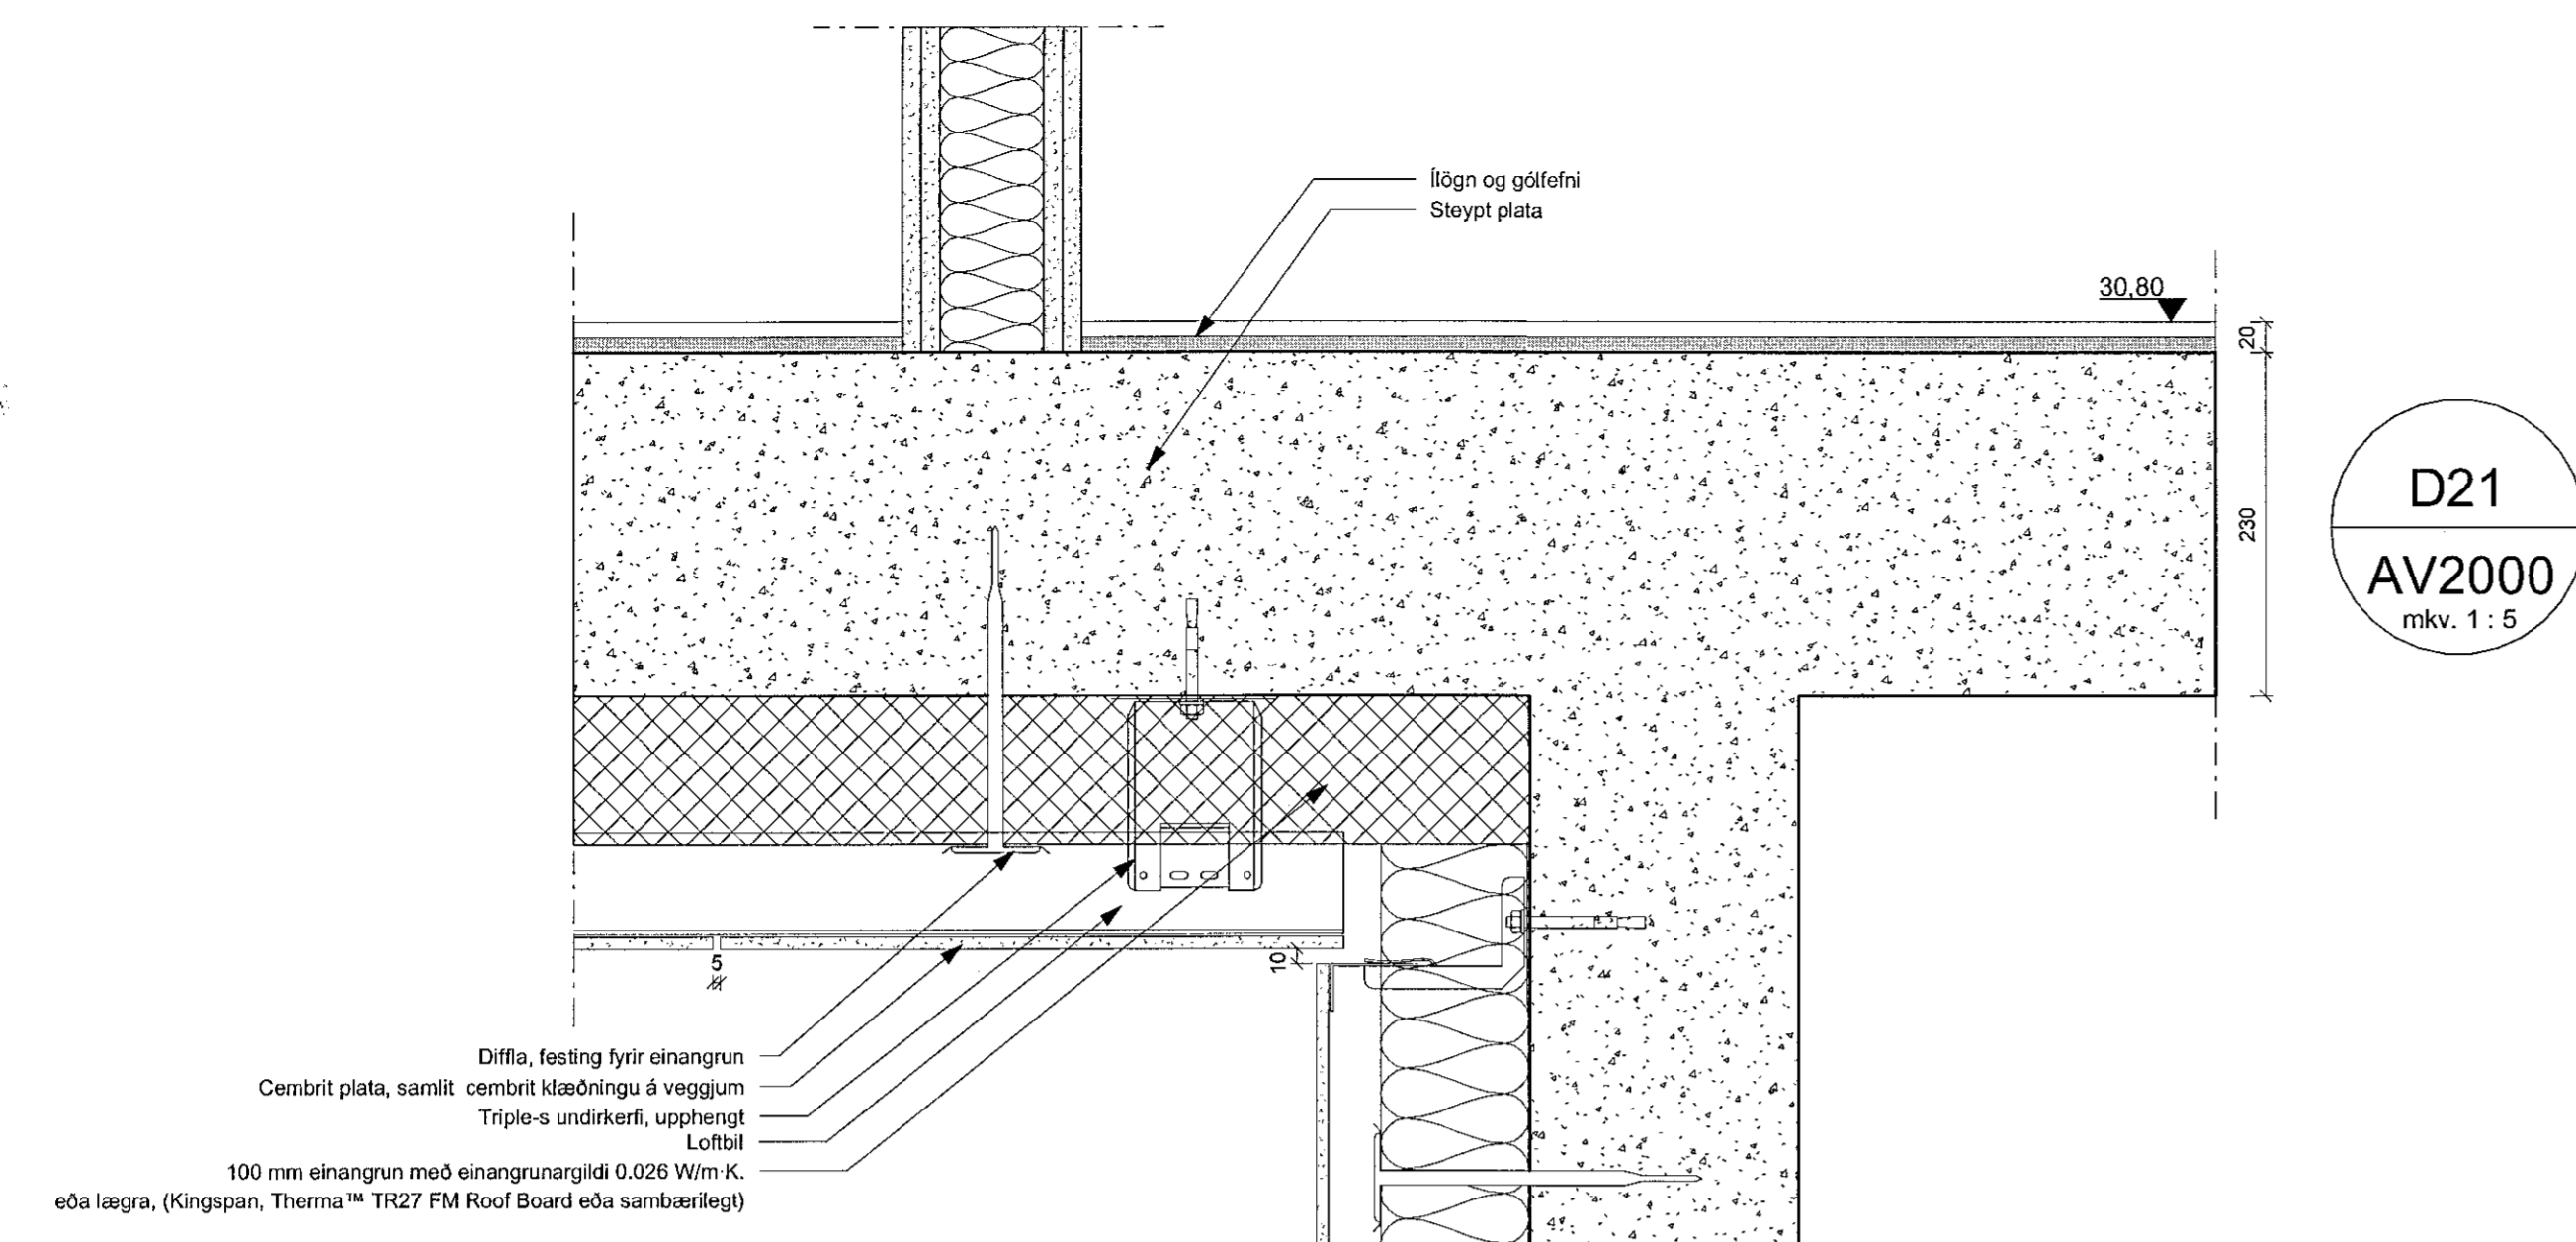 Ílögn og gólfefni
Steypt plata
30,80
20
230
D21
AV2000
mkv. 1 : 5
5
10
Diffla, festing fyrir einangrun
Cembrit plata, samlit cembrit klæðningu á veggjum
Triple-s undirkerfi, upphengt
Loftbil
100 mm einangrun með einangrunargildi 0.026 W/m·K.
eða lægra, (Kingspan, Therma™ TR27 FM Roof Board eða sambærilegt)